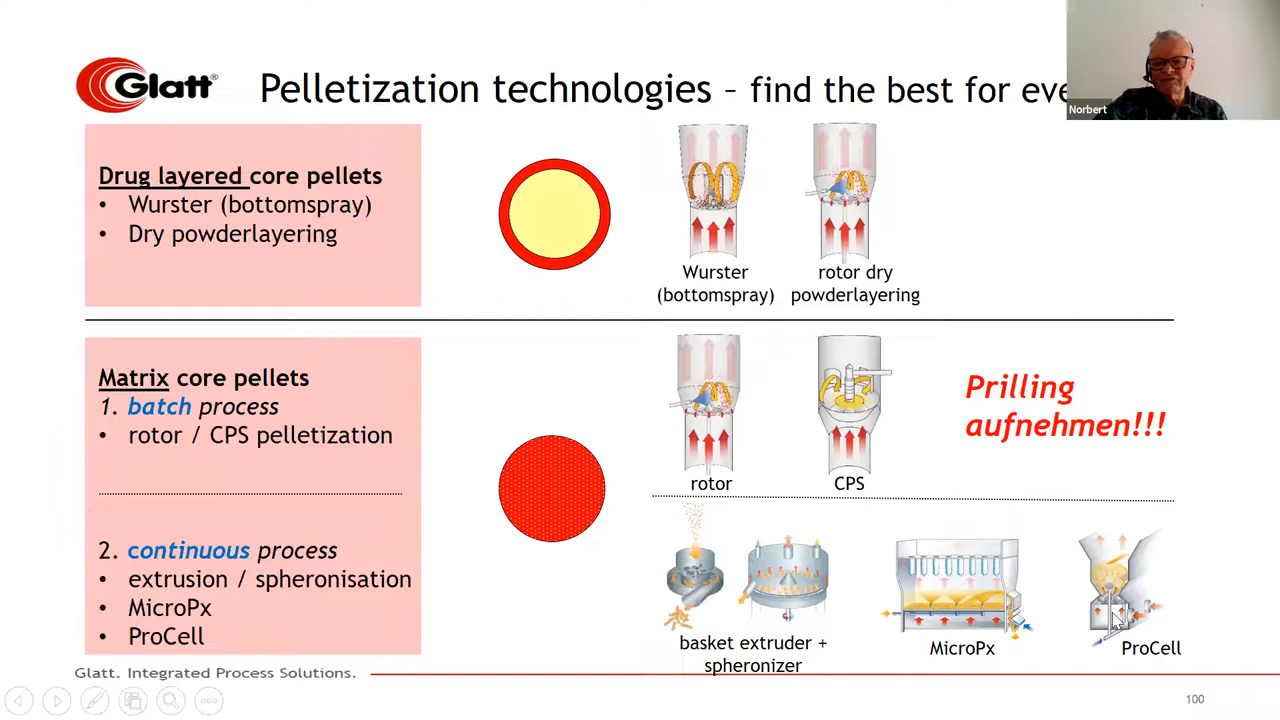 Glatt®
Pelletization technologies – find the best for eve
Norbert
Drug layered core pellets
• Wurster (bottomspray)
• Dry powderlayering
Wurster
(bottomspray)
rotor dry
powderlayering
Matrix core pellets
1. batch process
• rotor / CPS pelletization
rotor
CPS
Prilling
aufnehmen!!!
2. continuous process
• extrusion / spheronisation
• MicroPx
• ProCell
basket extruder +
spheronizer
MicroPx
ProCell
Glatt. Integrated Process Solutions.
100